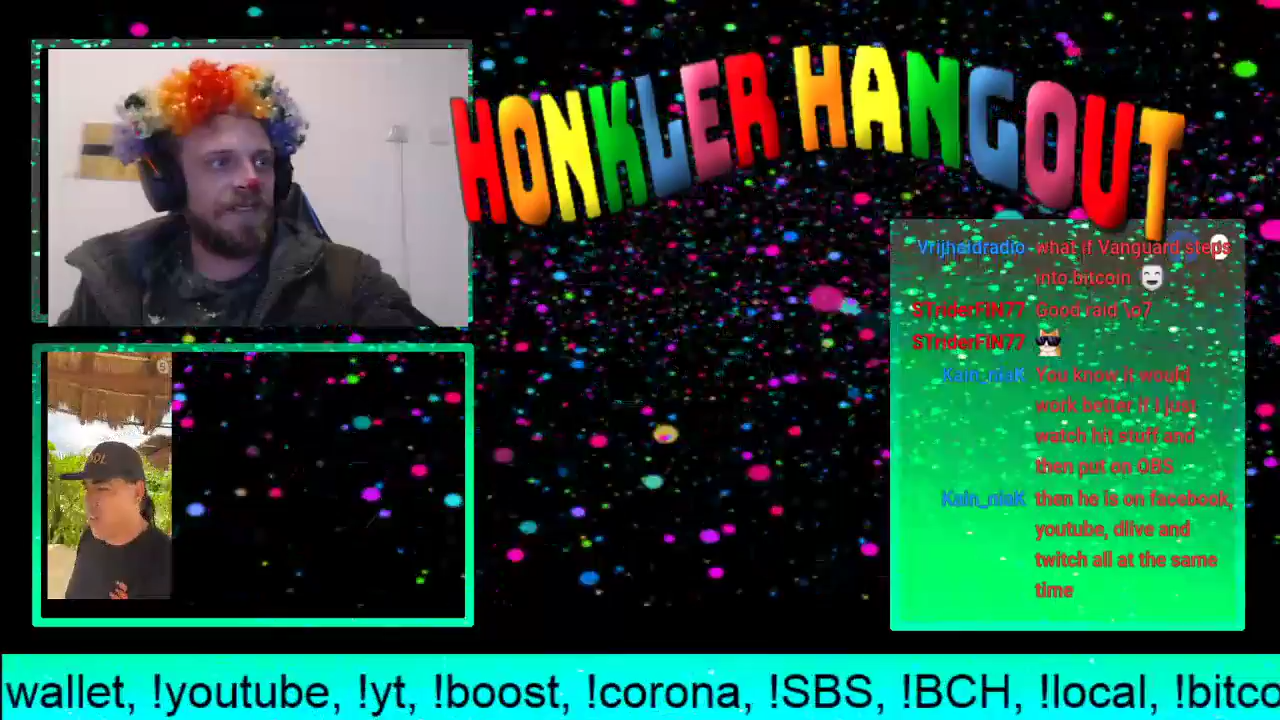 HONKLER HANGOUT
Vrijheidradio what if Vanguard steps
into bitcoin
STriderFIN77 Good raid \o7
STriderFIN77
Kain_niaK You know it would
work better if I just
watch hit stuff and
then put on OBS
Kain_niaK then he is on facebook,
youtube, dlive and
twitch all at the same
time
wallet, !youtube, !yt, !boost, !corona, !SBS, !BCH, !local, !bitco